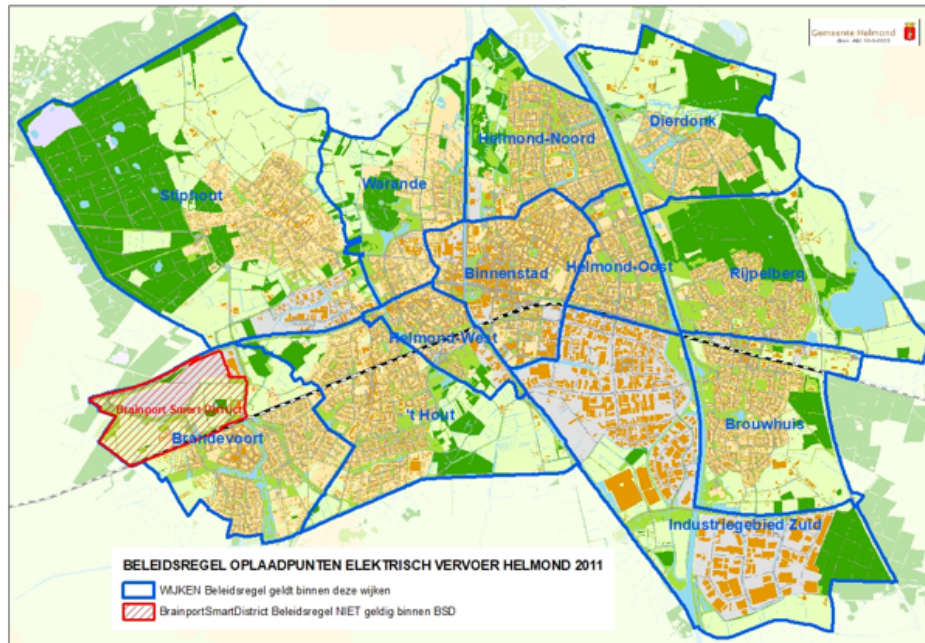 Gemeente Helmond
Dierdonk
Helmond-Noord
Stiphout
Warande
Binnenstad
Helmond-Oost
Rijpelberg
Helmond-West
Brainport Smart District
't Hout
Brandevoort
Brouwhuis
Industriegebied Zuid
BELEIDSREGEL OPLAADPUNTEN ELEKTRISCH VERVOER HELMOND 2011
WIJKEN Beleidsregel geldt binnen deze wijken
BrainportSmartDistrict Beleidsregel NIET geldig binnen BSD